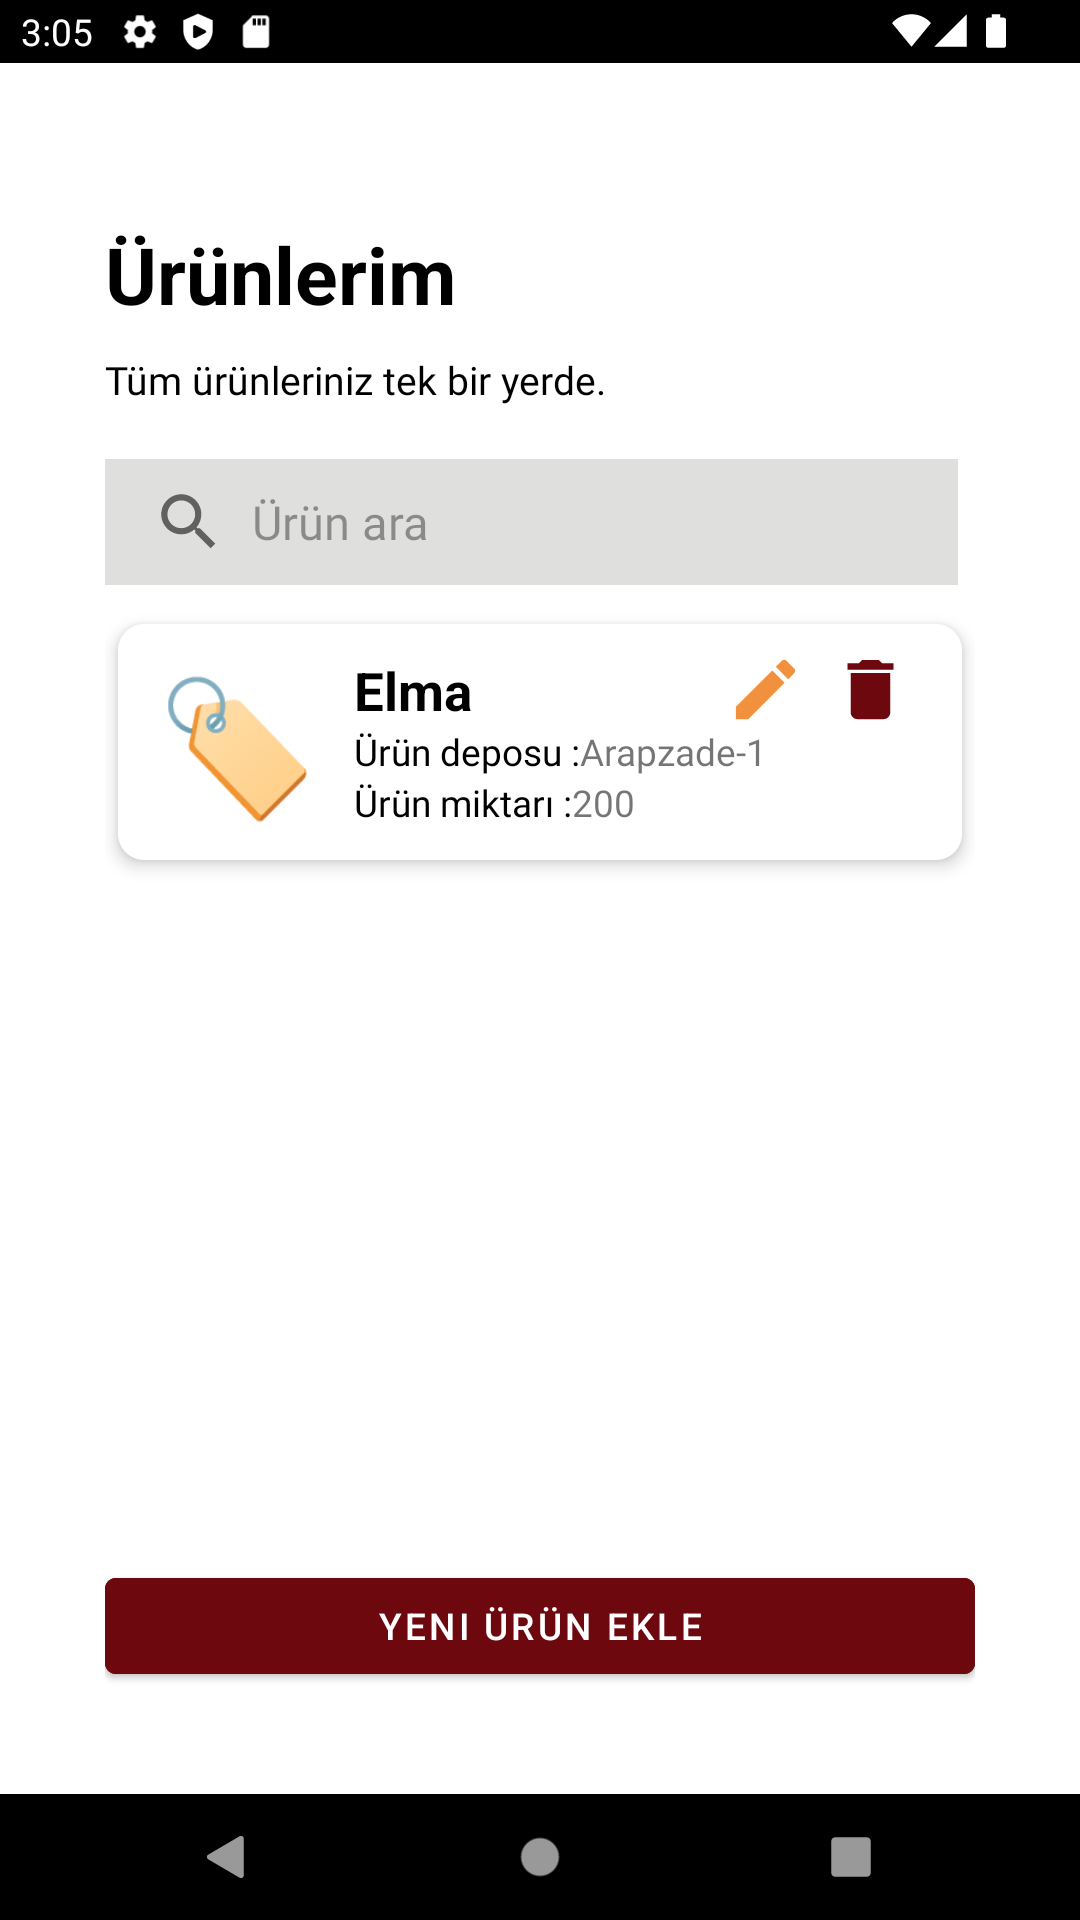 3:05
Ürünlerim
Tüm ürünleriniz tek bir yerde.
Ürün ara
Elma
Ürün deposu :Arapzade-1
Ürün miktarı :200
YENI ÜRÜN EKLE